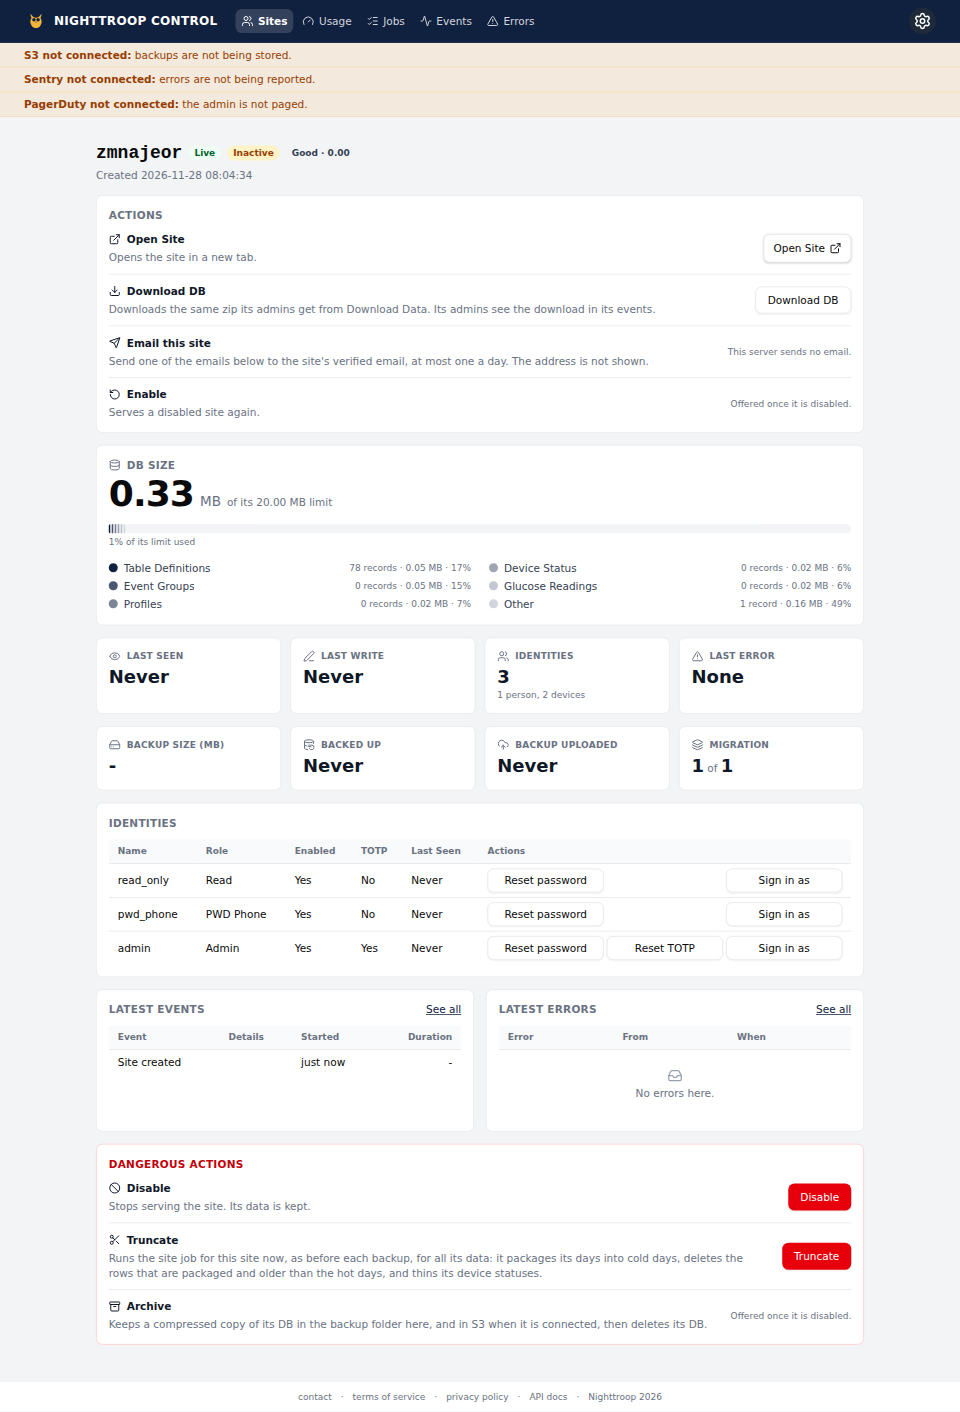 NIGHTTROOP CONTROL Sites Usage Jobs Events Errors
S3 not connected: backups are not being stored.
Sentry not connected: errors are not being reported.
PagerDuty not connected: the admin is not paged.
zmnajeor Live Inactive Good · 0.00
Created 2026-11-28 08:04:34
ACTIONS
Open Site
Opens the site in a new tab.
Open Site
Download DB
Downloads the same zip its admins get from Download Data. Its admins see the download in its events.
Download DB
Email this site
Send one of the emails below to the site's verified email, at most one a day. The address is not shown.
This server sends no email.
Enable
Serves a disabled site again.
Offered once it is disabled.
DB SIZE
0.33 MB of its 20.00 MB limit
1% of its limit used
Table Definitions 78 records · 0.05 MB · 17%
Event Groups 0 records · 0.05 MB · 15%
Profiles 0 records · 0.02 MB · 7%
Device Status 0 records · 0.02 MB · 6%
Glucose Readings 0 records · 0.02 MB · 6%
Other 1 record · 0.16 MB · 49%
LAST SEEN
Never
LAST WRITE
Never
IDENTITIES
3
1 person, 2 devices
LAST ERROR
None
BACKUP SIZE (MB)
-
BACKED UP
Never
BACKUP UPLOADED
Never
MIGRATION
1 of 1
IDENTITIES
Name Role Enabled TOTP Last Seen Actions
read_only Read Yes No Never Reset password Sign in as
pwd_phone PWD Phone Yes No Never Reset password Sign in as
admin Admin Yes Yes Never Reset password Reset TOTP Sign in as
LATEST EVENTS See all
Event Details Started Duration
Site created just now -
LATEST ERRORS See all
Error From When
No errors here.
DANGEROUS ACTIONS
Disable
Stops serving the site. Its data is kept.
Disable
Truncate
Runs the site job for this site now, as before each backup, for all its data: it packages its days into cold days, deletes the
rows that are packaged and older than the hot days, and thins its device statuses.
Truncate
Archive
Keeps a compressed copy of its DB in the backup folder here, and in S3 when it is connected, then deletes its DB.
Offered once it is disabled.
contact · terms of service · privacy policy · API docs · Nighttroop 2026